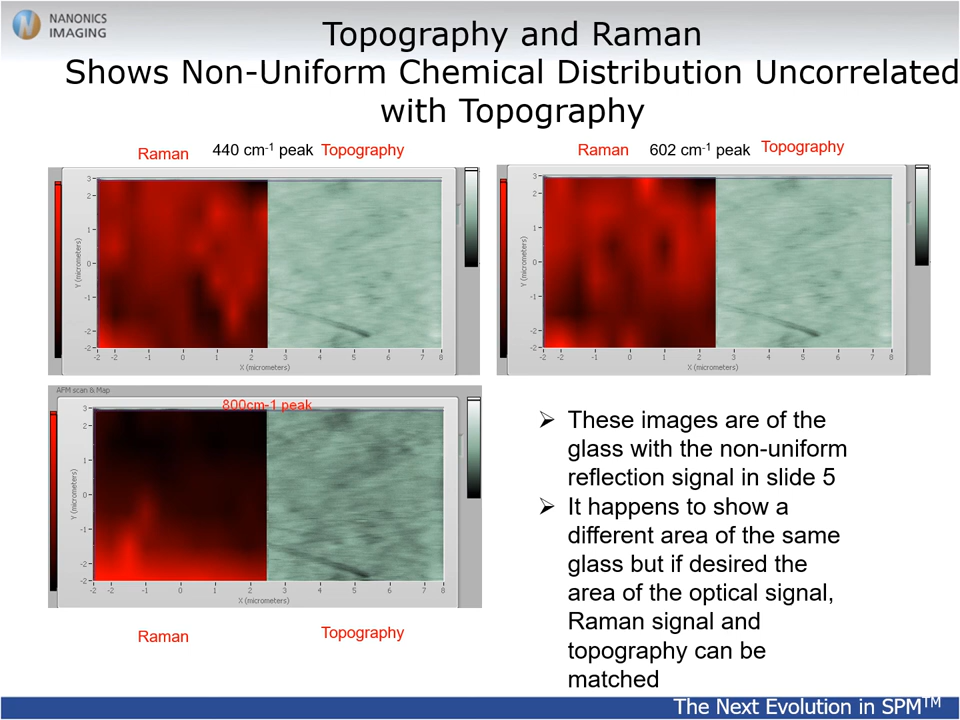 NANONICS
IMAGING
Topography and Raman
Shows Non-Uniform Chemical Distribution Uncorrelated
with Topography
Raman 440 cm-1 peak Topography
3
2
1
0
-1
-2
-2
Y (micrometers)
-2 -2 -1 0 1 2 3 4 5 6 7 8
X (micrometers)
Raman 602 cm-1 peak Topography
3
2
1
0
-1
-2
-2
Y (micrometers)
-2 -2 -1 0 1 2 3 4 5 6 7 8
X (micrometers)
AFM scan & Map
800cm-1 peak
3
2
1
0
-1
-2
-2
Y (micrometers)
-2 -2 -1 0 1 2 3 4 5 6 7 8
X (micrometers)
Raman Topography
➢ These images are of the
glass with the non-uniform
reflection signal in slide 5
➢ It happens to show a
different area of the same
glass but if desired the
area of the optical signal,
Raman signal and
topography can be
matched
The Next Evolution in SPM™